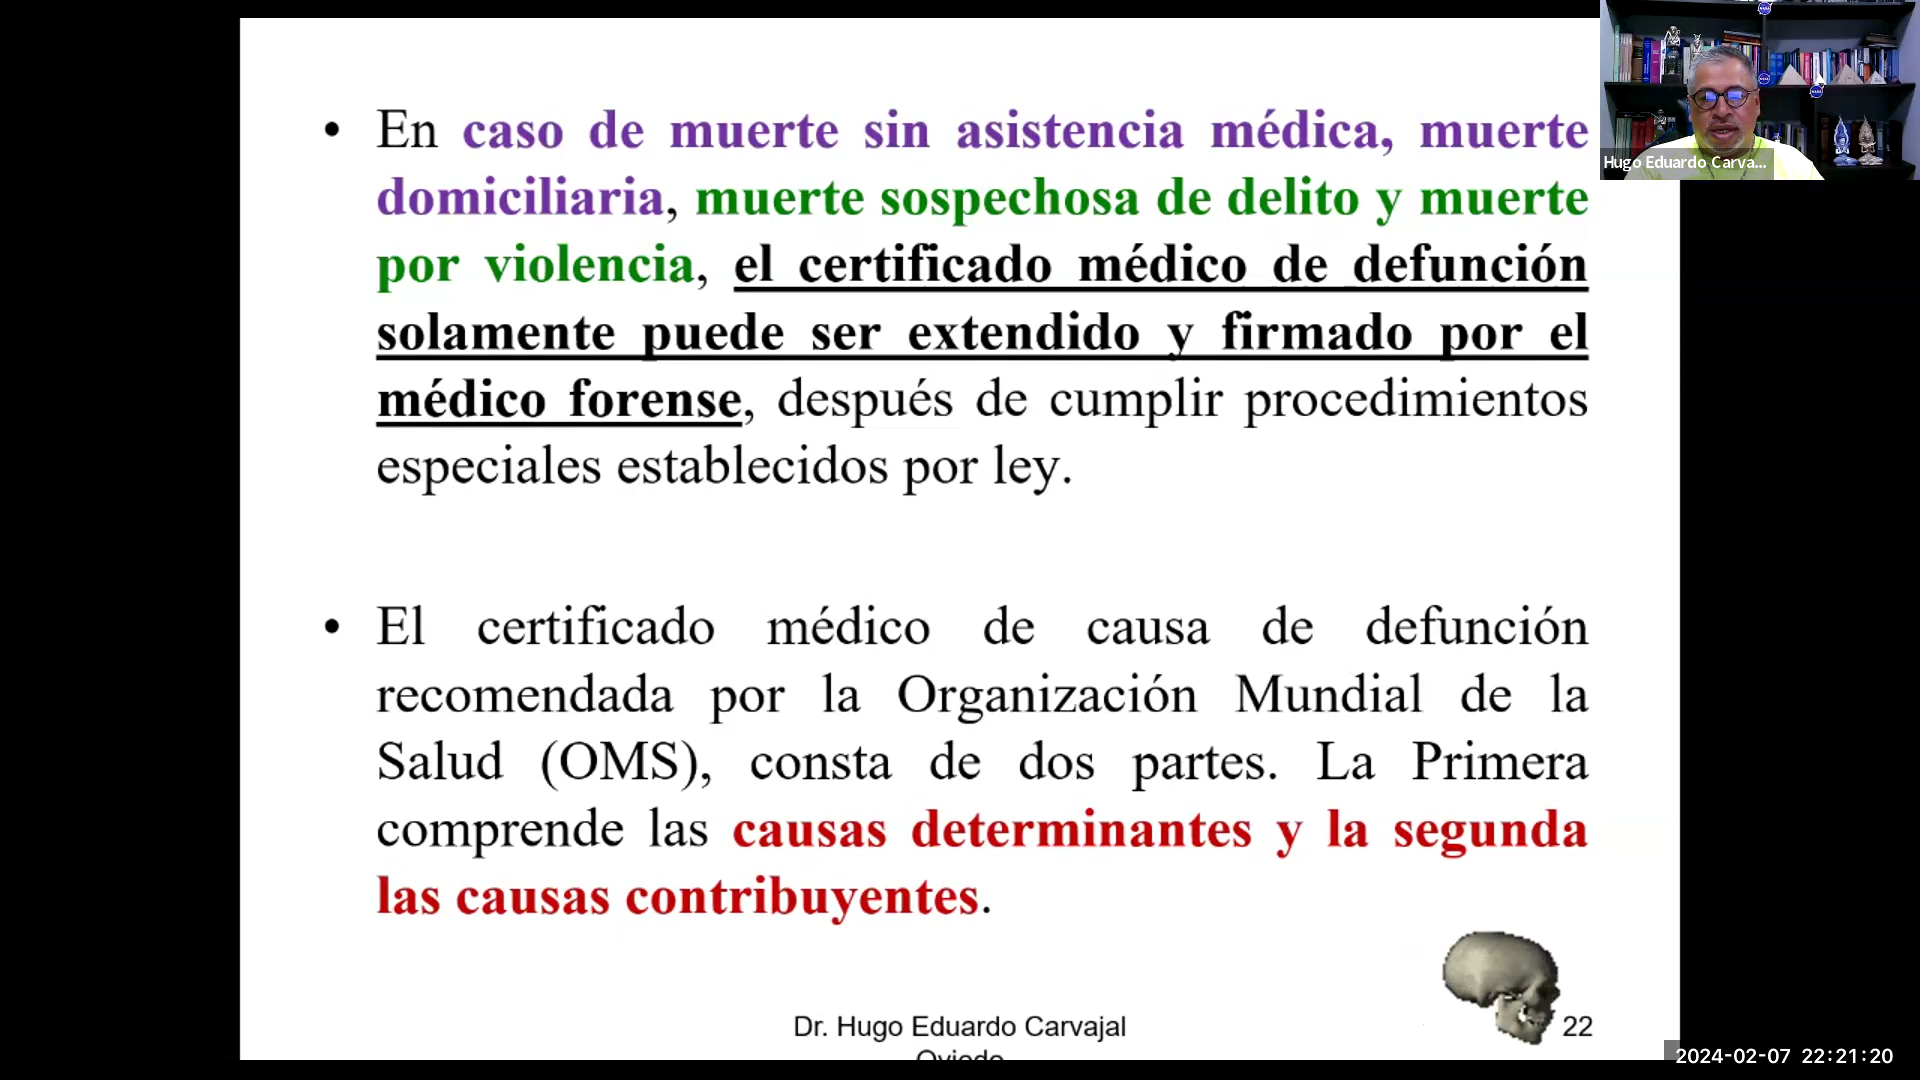 • En caso de muerte sin asistencia médica, muerte
domiciliaria, muerte sospechosa de delito y muerte
por violencia, el certificado médico de defunción
solamente puede ser extendido y firmado por el
médico forense, después de cumplir procedimientos
especiales establecidos por ley.
• El certificado médico de causa de defunción
recomendada por la Organización Mundial de la
Salud (OMS), consta de dos partes. La Primera
comprende las causas determinantes y la segunda
las causas contribuyentes.
Dr. Hugo Eduardo Carvajal
Oviedo
22
Hugo Eduardo Carva...
2024-02-07 22:21:20